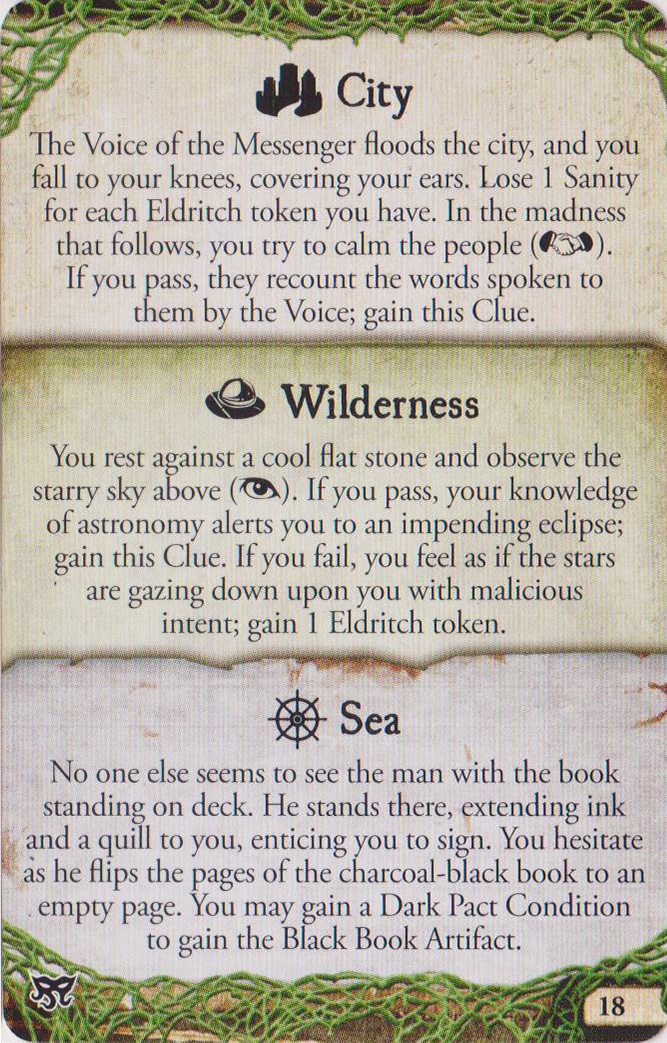 City
The Voice of the Messenger floods the city, and you
fall to your knees, covering your ears. Lose 1 Sanity
for each Eldritch token you have. In the madness
that follows, you try to calm the people ( ).
If you pass, they recount the words spoken to
them by the Voice; gain this Clue.
Wilderness
You rest against a cool flat stone and observe the
starry sky above ( ). If you pass, your knowledge
of astronomy alerts you to an impending eclipse;
gain this Clue. If you fail, you feel as if the stars
are gazing down upon you with malicious
intent; gain 1 Eldritch token.
Sea
No one else seems to see the man with the book
standing on deck. He stands there, extending ink
and a quill to you, enticing you to sign. You hesitate
as he flips the pages of the charcoal-black book to an
empty page. You may gain a Dark Pact Condition
to gain the Black Book Artifact.
18